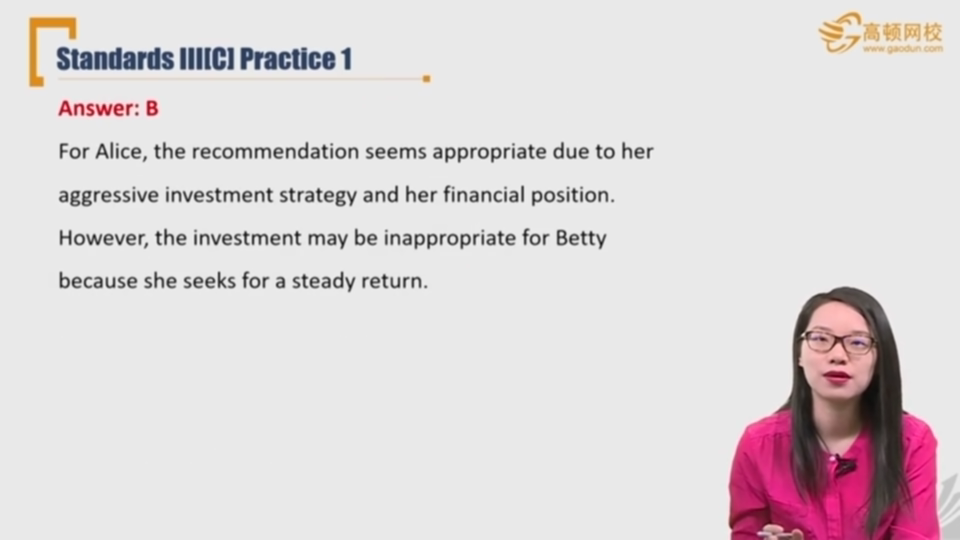 Standards III[C] Practice 1
高顿网校
www.gaodun.com
Answer: B
For Alice, the recommendation seems appropriate due to her
aggressive investment strategy and her financial position.
However, the investment may be inappropriate for Betty
because she seeks for a steady return.